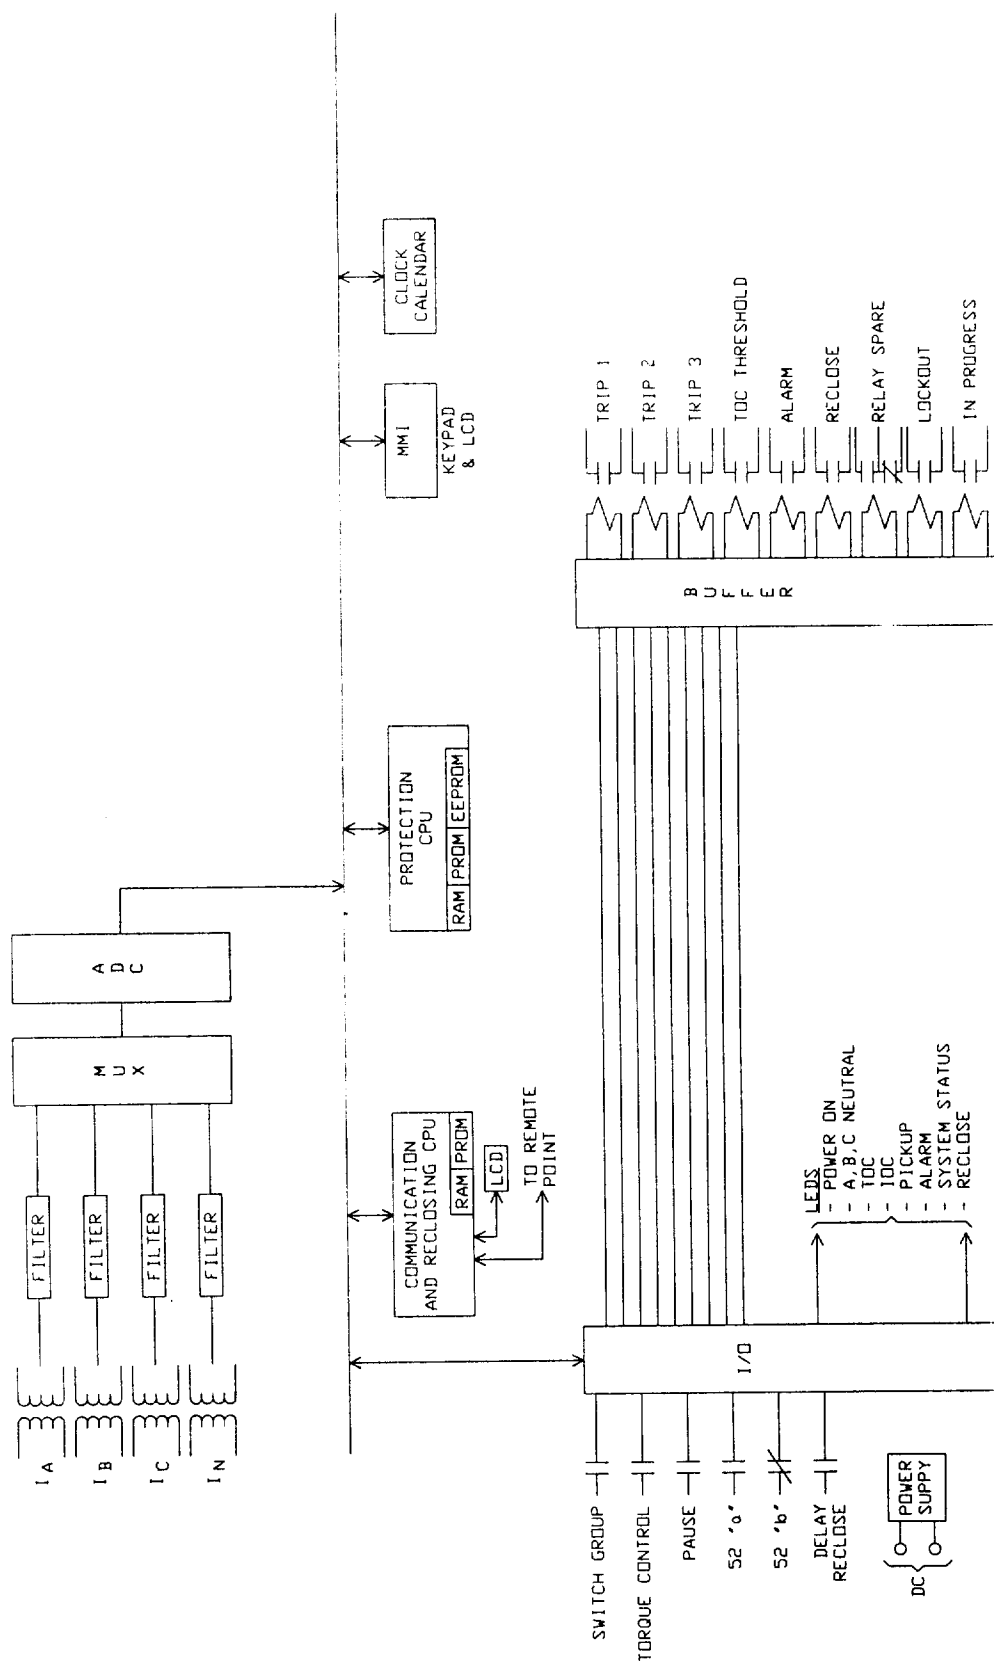 I A
I B
I C
I N
FILTER
FILTER
FILTER
FILTER
MUX
ADC
COMMUNICATION
AND RECLOSING CPU
RAM PROM
LCD
TO REMOTE
POINT
PROTECTION
CPU
RAM PROM EEPROM
MMI
KEYPAD
& LCD
CLOCK
CALENDAR
SWITCH GROUP
TORQUE CONTROL
PAUSE
52 "a"
52 "b"
DELAY
RECLOSE
DC
POWER
SUPPY
I/O
LEDS
- POWER ON
- A,B,C NEUTRAL
- TOC
- IOC
- PICKUP
- ALARM
- SYSTEM STATUS
- RECLOSE
BUFFER
TRIP 1
TRIP 2
TRIP 3
TOC THRESHOLD
ALARM
RECLOSE
RELAY SPARE
LOCKOUT
IN PROGRESS